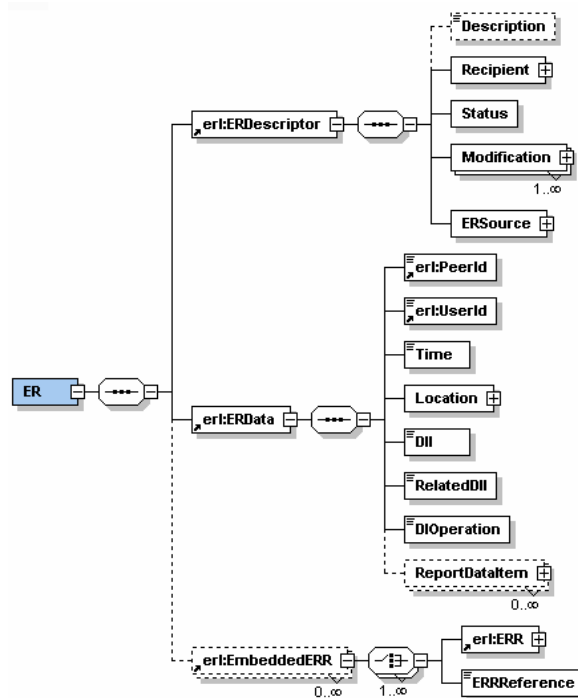 Description
Recipient
erl:ERDescriptor
Status
Modification
1..∞
ERSource
erl:PeerId
erl:UserId
Time
ER
Location
erl:ERData
DII
RelatedDII
DIOperation
ReportDataItem
0..∞
erl:EmbeddedERR
0..∞
1..∞
erl:ERR
ERRReference